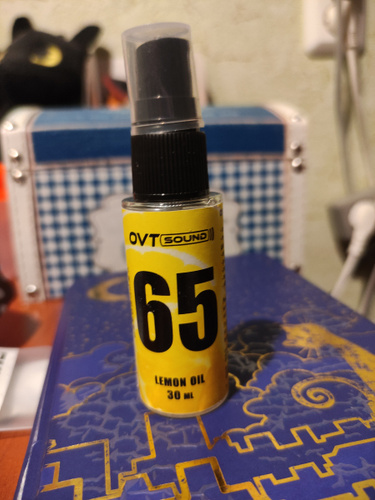 OVT SOUND
65
LEMON OIL
30 ML